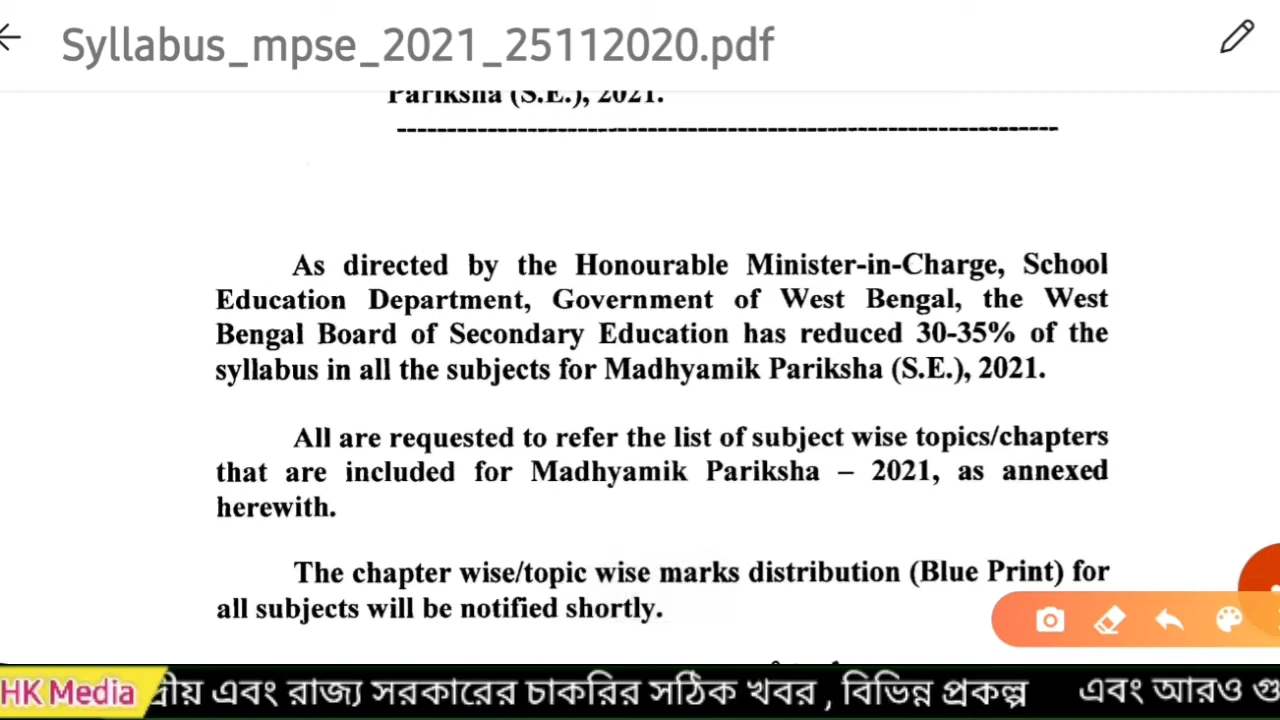 Syllabus_mpse_2021_25112020.pdf
Pariksha (S.E.), 2021.
As directed by the Honourable Minister-in-Charge, School
Education Department, Government of West Bengal, the West
Bengal Board of Secondary Education has reduced 30-35% of the
syllabus in all the subjects for Madhyamik Pariksha (S.E.), 2021.
All are requested to refer the list of subject wise topics/chapters
that are included for Madhyamik Pariksha – 2021, as annexed
herewith.
The chapter wise/topic wise marks distribution (Blue Print) for
all subjects will be notified shortly.
HK Media এবং রাজ্য সরকারের চাকরির সঠিক খবর , বিভিন্ন প্রকল্প এবং আরও